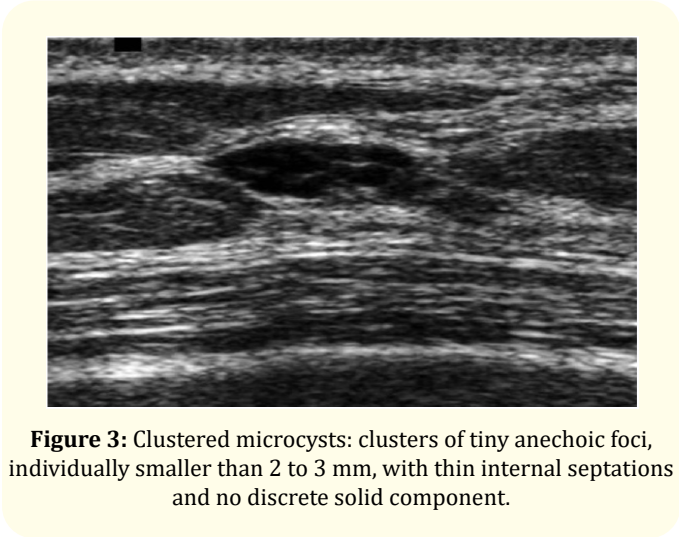 Figure 3: Clustered microcysts: clusters of tiny anechoic foci,
individually smaller than 2 to 3 mm, with thin internal septations
and no discrete solid component.